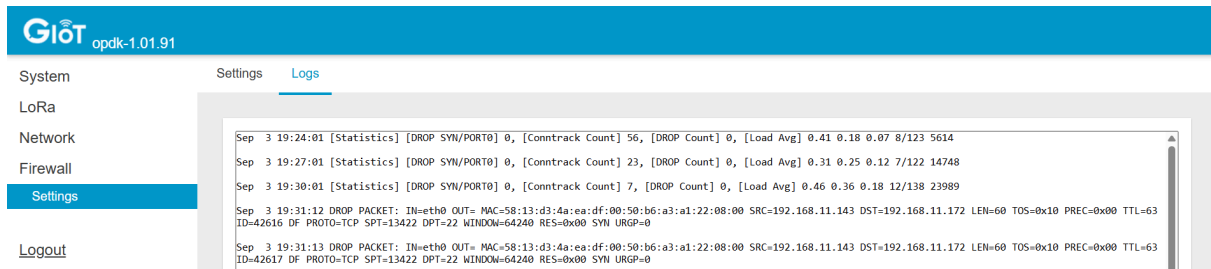 GIoT opdk-1.01.91
System
LoRa
Network
Firewall
Settings
Logout
Settings Logs
Sep 3 19:24:01 [Statistics] [DROP SYN/PORT0] 0, [Conntrack Count] 56, [DROP Count] 0, [Load Avg] 0.41 0.18 0.07 8/123 5614
Sep 3 19:27:01 [Statistics] [DROP SYN/PORT0] 0, [Conntrack Count] 23, [DROP Count] 0, [Load Avg] 0.31 0.25 0.12 7/122 14748
Sep 3 19:30:01 [Statistics] [DROP SYN/PORT0] 0, [Conntrack Count] 7, [DROP Count] 0, [Load Avg] 0.46 0.36 0.18 12/138 23989
Sep 3 19:31:12 DROP PACKET: IN=eth0 OUT= MAC=58:13:d3:4a:ea:df:00:50:b6:a3:a1:22:08:00 SRC=192.168.11.143 DST=192.168.11.172 LEN=60 TOS=0x10 PREC=0x00 TTL=63
ID=42616 DF PROTO=TCP SPT=13422 DPT=22 WINDOW=64240 RES=0x00 SYN URGP=0
Sep 3 19:31:13 DROP PACKET: IN=eth0 OUT= MAC=58:13:d3:4a:ea:df:00:50:b6:a3:a1:22:08:00 SRC=192.168.11.143 DST=192.168.11.172 LEN=60 TOS=0x10 PREC=0x00 TTL=63
ID=42617 DF PROTO=TCP SPT=13422 DPT=22 WINDOW=64240 RES=0x00 SYN URGP=0